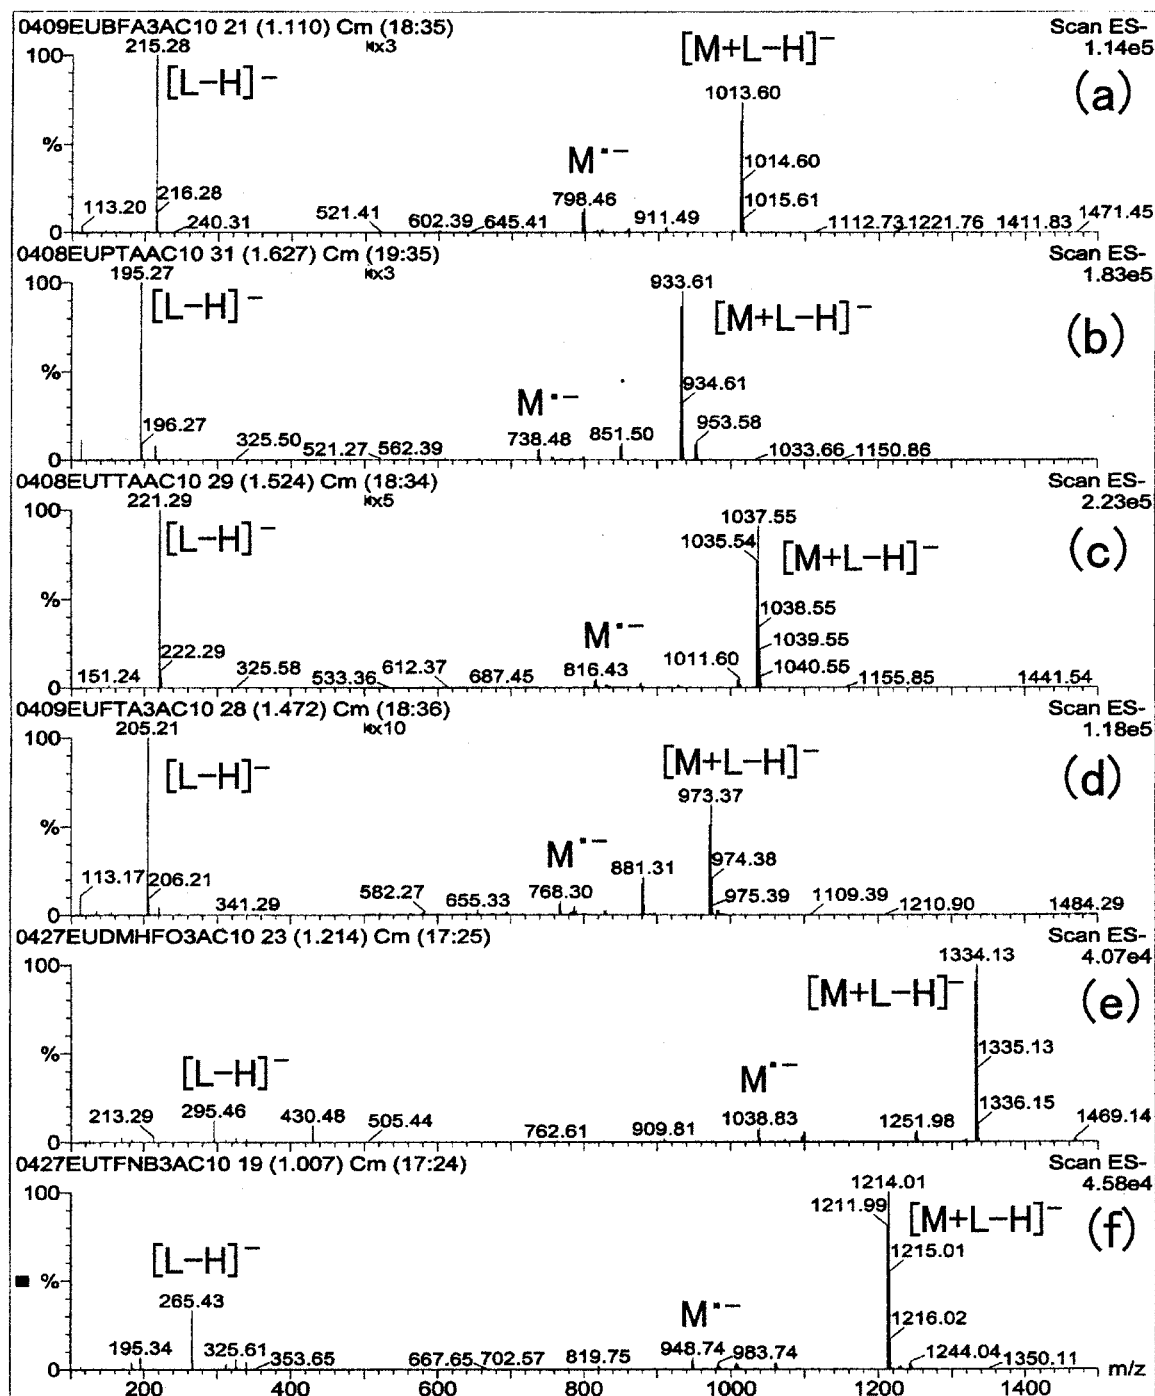 0409EUBFA3AC10 21 (1.110) Cm (18:35) Scan ES-
215.28 x3 1.14e5
100 [L−H]− [M+L−H]− (a)
1013.60
% M•−
216.28 798.46 1014.60
113.20 240.31 521.41 602.39 645.41 911.49 1015.61 1112.73 1221.76 1411.83 1471.45
0
0408EUPTAAC10 31 (1.627) Cm (19:35) Scan ES-
195.27 x3 1.83e5
100 [L−H]− 933.61 [M+L−H]− (b)
% M•− 934.61
196.27 325.50 521.27 562.39 738.48 851.50 953.58 1033.66 1150.86
0
0408EUTTAAC10 29 (1.524) Cm (18:34) Scan ES-
221.29 x5 2.23e5
100 [L−H]− 1037.55 (c)
1035.54 [M+L−H]−
% M•− 1038.55
222.29 1039.55
151.24 325.58 533.36 612.37 687.45 816.43 1011.60 1040.55 1155.85 1441.54
0
0409EUFTA3AC10 28 (1.472) Cm (18:36) Scan ES-
205.21 x10 1.18e5
100 [L−H]− [M+L−H]− (d)
973.37
% M•−
113.17 206.21 881.31 974.38
341.29 582.27 655.33 768.30 975.39 1109.39 1210.90 1484.29
0
0427EUDMHFO3AC10 23 (1.214) Cm (17:25) Scan ES-
1334.13 4.07e4
100 [M+L−H]− (e)
% [L−H]− M•− 1335.13
213.29 295.46 430.48 505.44 762.61 909.81 1038.83 1251.98 1336.15 1469.14
0
0427EUTFNB3AC10 19 (1.007) Cm (17:24) Scan ES-
1214.01 4.58e4
100 1211.99 [M+L−H]− (f)
[L−H]− 1215.01
% 265.43 M•− 1216.02
195.34 325.61 353.65 667.65 702.57 819.75 948.74 983.74 1244.04 1350.11
0 m/z
200 400 600 800 1000 1200 1400